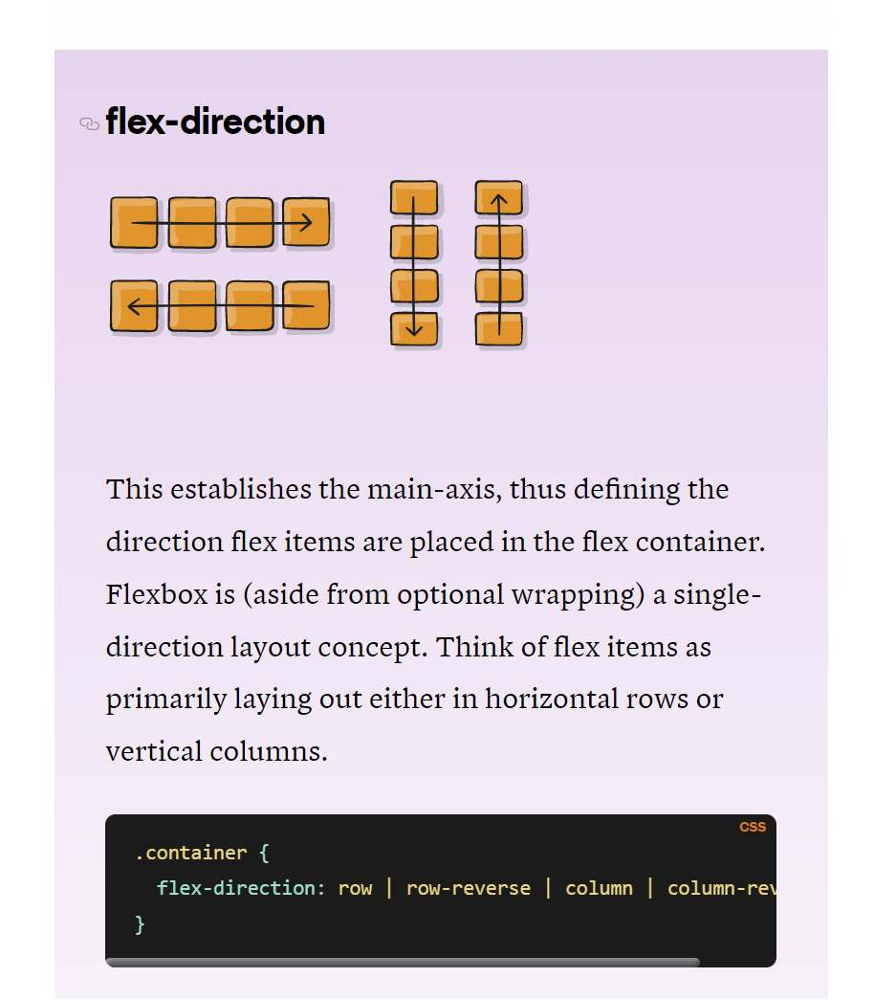 flex-direction
This establishes the main-axis, thus defining the
direction flex items are placed in the flex container.
Flexbox is (aside from optional wrapping) a single-
direction layout concept. Think of flex items as
primarily laying out either in horizontal rows or
vertical columns.
CSS
.container {
  flex-direction: row | row-reverse | column | column-rev
}